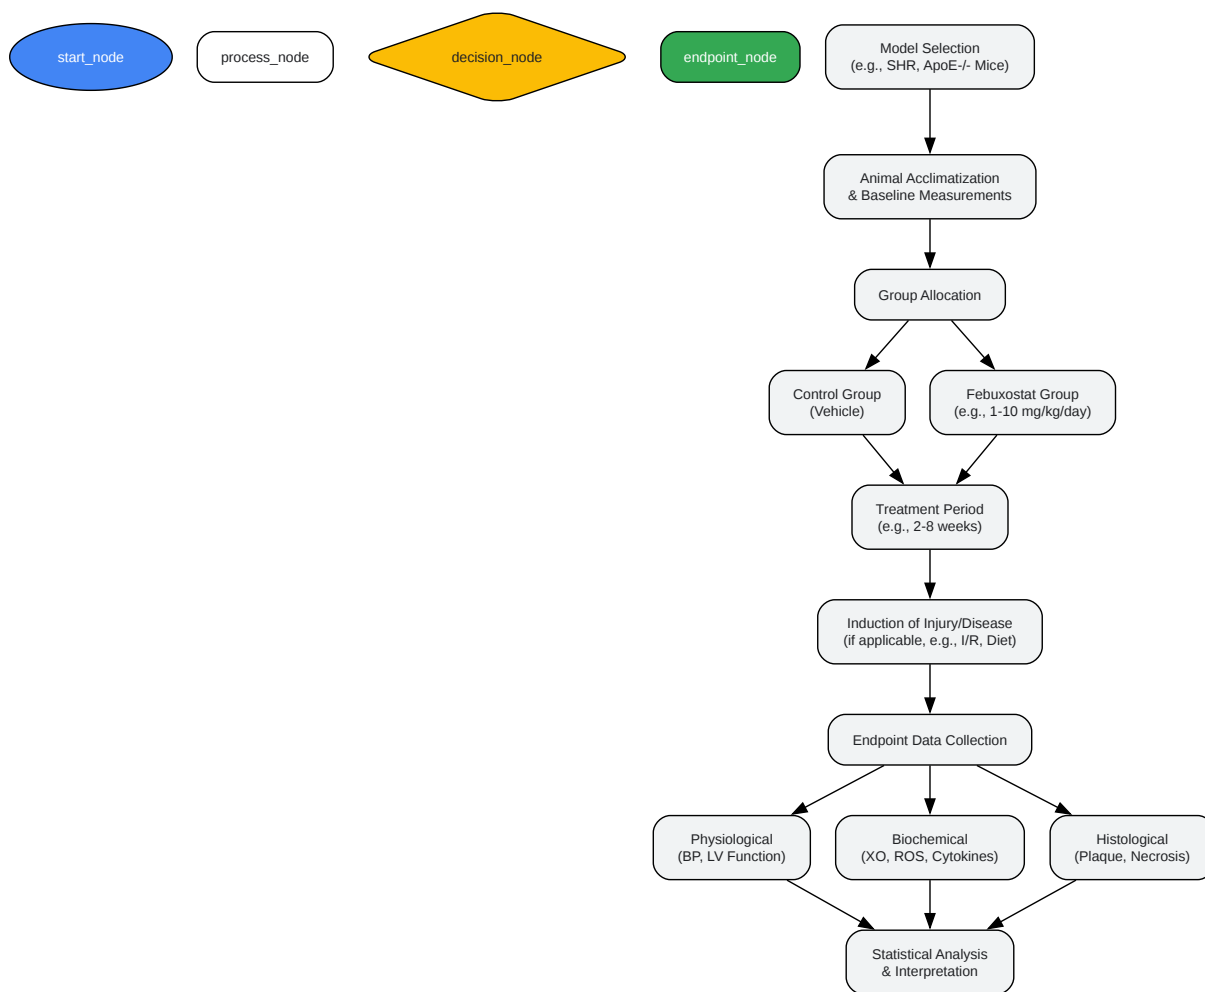 start_node
process_node
decision_node
endpoint_node
Model Selection
(e.g., SHR, ApoE-/- Mice)
Animal Acclimatization
& Baseline Measurements
Group Allocation
Control Group
(Vehicle)
Febuxostat Group
(e.g., 1-10 mg/kg/day)
Treatment Period
(e.g., 2-8 weeks)
Induction of Injury/Disease
(if applicable, e.g., I/R, Diet)
Endpoint Data Collection
Physiological
(BP, LV Function)
Biochemical
(XO, ROS, Cytokines)
Histological
(Plaque, Necrosis)
Statistical Analysis
& Interpretation